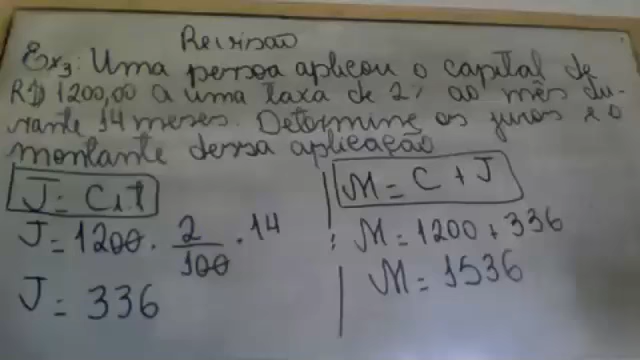 Revisão
Ex3: Uma pessoa aplicou o capital de
R$ 1200,00 a uma taxa de 2% ao mês du-
rante 14 meses. Determine os juros e o
montante dessa aplicação
J = C.i.t
J = 1200 . 2/100 . 14
J = 336
M = C + J
M = 1200 + 336
M = 1536